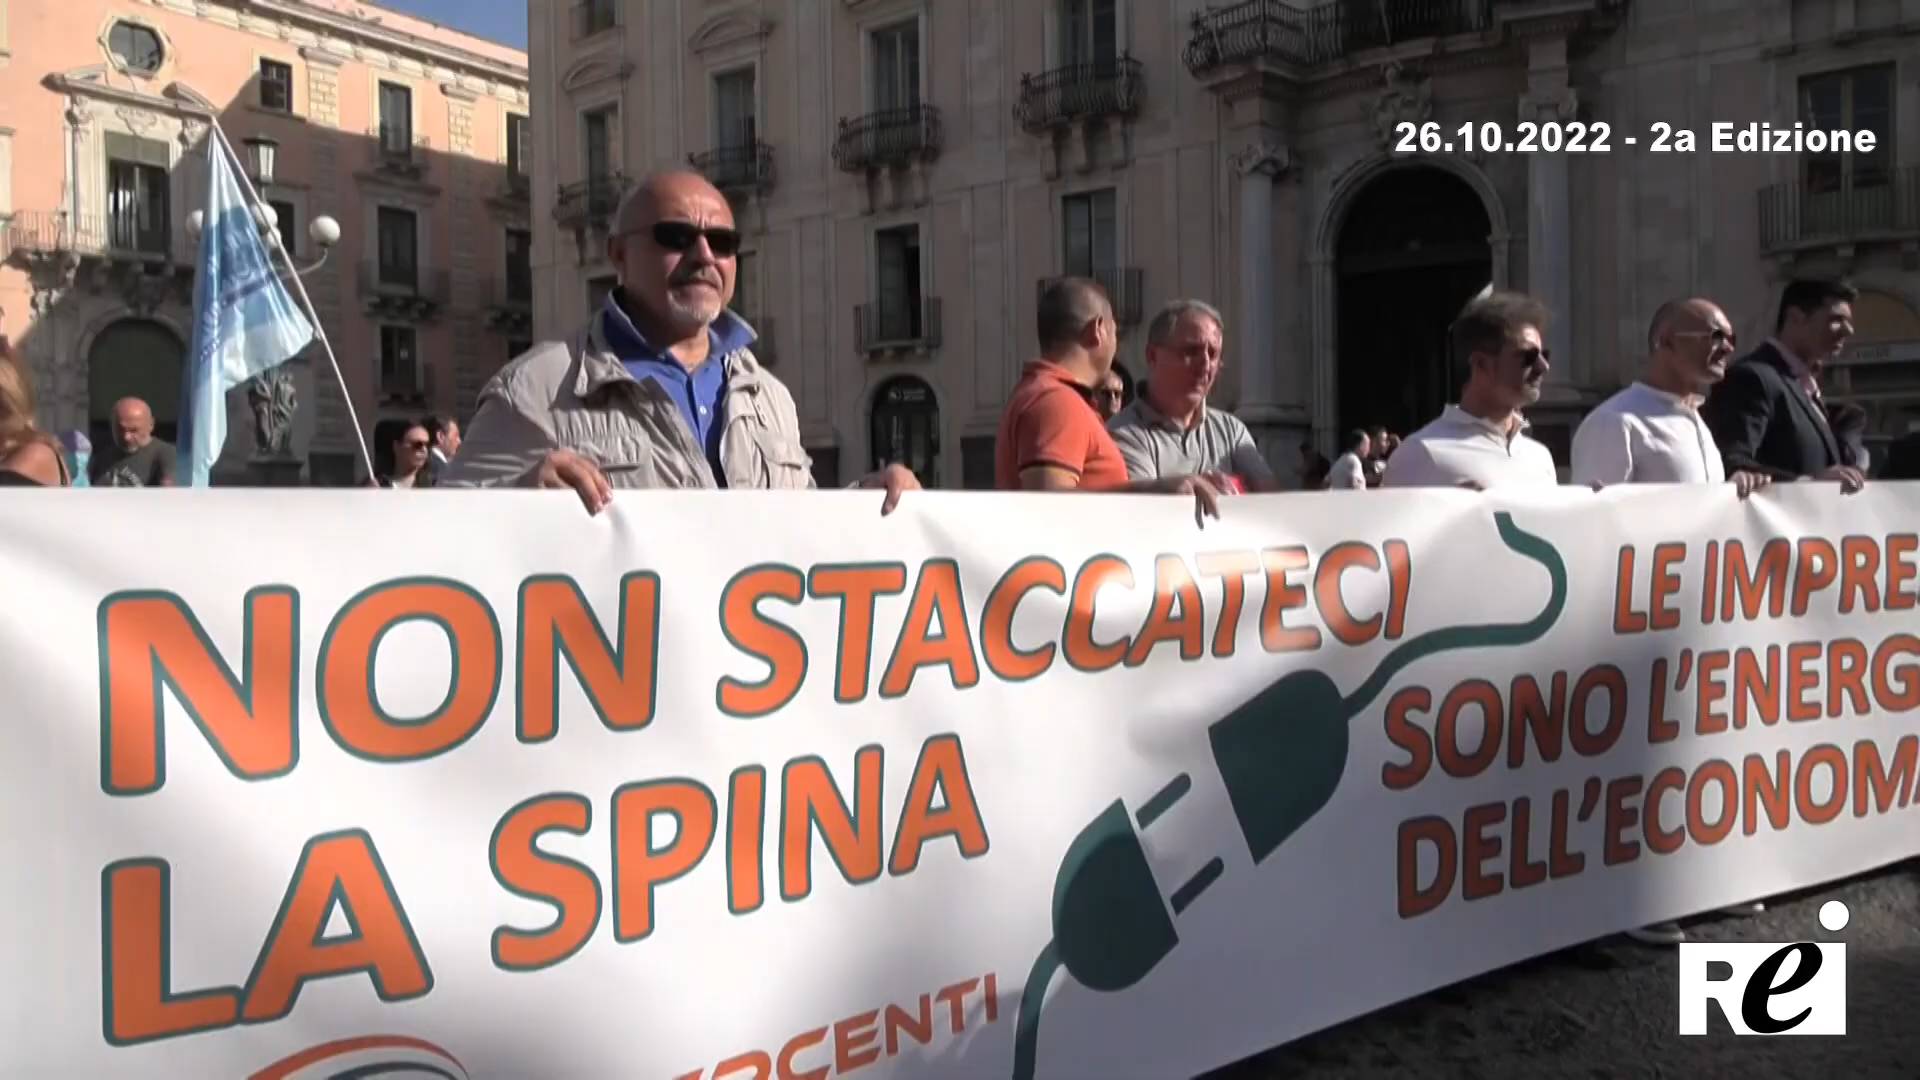 26.10.2022 - 2a Edizione
NON STACCATECI
LA SPINA
LE IMPRE
SONO L'ENERG
DELL'ECONOM
RCENTI
Rei